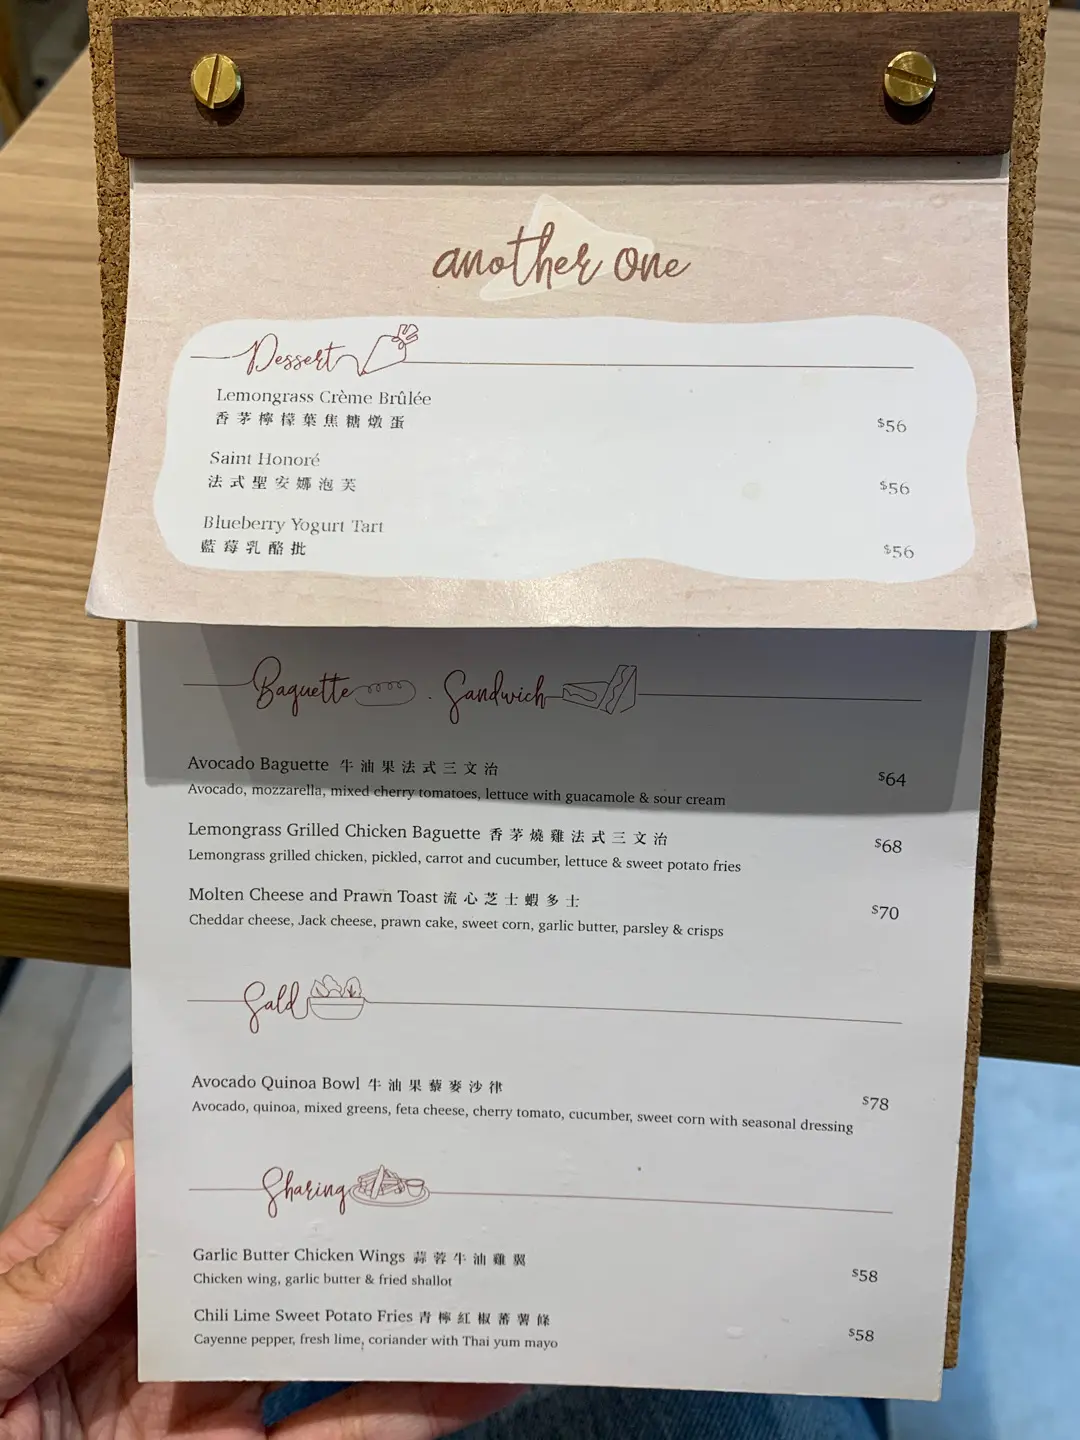 another one
Dessert
Lemongrass Crème Brûlée
香茅檸檬葉焦糖燉蛋
$56
Saint Honoré
法式聖安娜泡芙
$56
Blueberry Yogurt Tart
藍莓乳酪批
$56
Baguette . Sandwich
Avocado Baguette 牛油果法式三文治
$64
Avocado, mozzarella, mixed cherry tomatoes, lettuce with guacamole & sour cream
Lemongrass Grilled Chicken Baguette 香茅燒雞法式三文治
$68
Lemongrass grilled chicken, pickled, carrot and cucumber, lettuce & sweet potato fries
Molten Cheese and Prawn Toast 流心芝士蝦多士
$70
Cheddar cheese, Jack cheese, prawn cake, sweet corn, garlic butter, parsley & crisps
Sald
Avocado Quinoa Bowl 牛油果藜麥沙律
$78
Avocado, quinoa, mixed greens, feta cheese, cherry tomato, cucumber, sweet corn with seasonal dressing
Sharing
Garlic Butter Chicken Wings 蒜蓉牛油雞翼
$58
Chicken wing, garlic butter & fried shallot
Chili Lime Sweet Potato Fries 青檸紅椒蕃薯條
$58
Cayenne pepper, fresh lime, coriander with Thai yum mayo